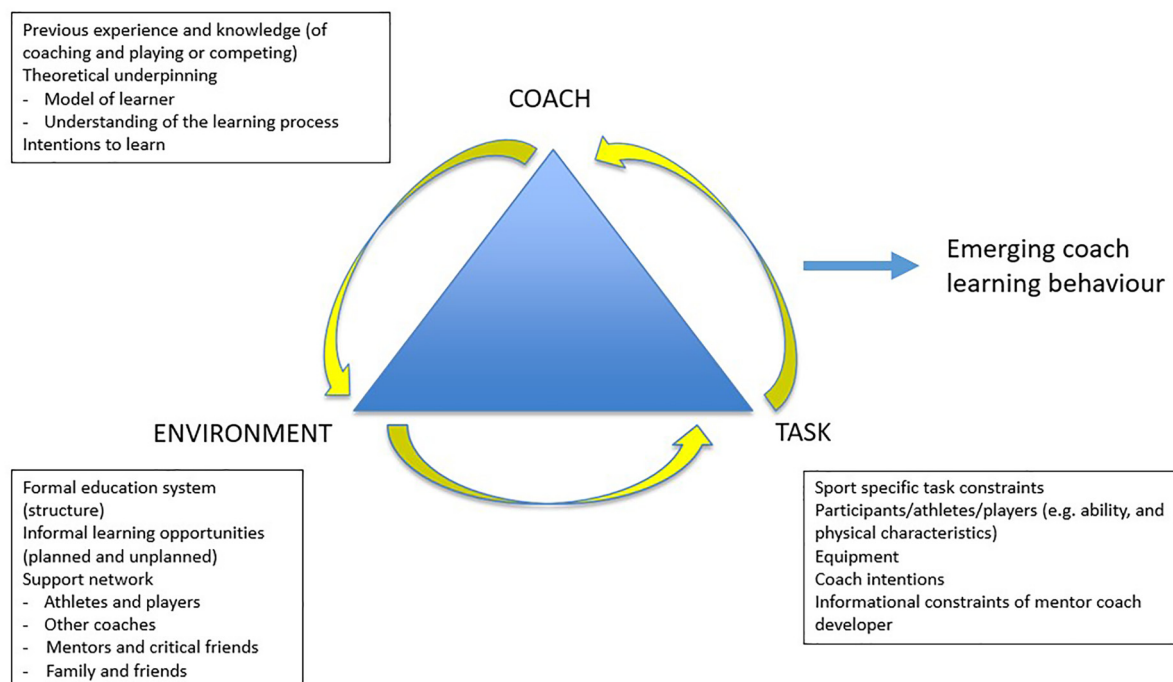 Previous experience and knowledge (of
coaching and playing or competing)
Theoretical underpinning
- Model of learner
- Understanding of the learning process
Intentions to learn
COACH
Emerging coach
learning behaviour
ENVIRONMENT
TASK
Formal education system
(structure)
Informal learning opportunities
(planned and unplanned)
Support network
- Athletes and players
- Other coaches
- Mentors and critical friends
- Family and friends
Sport specific task constraints
Participants/athletes/players (e.g. ability, and
physical characteristics)
Equipment
Coach intentions
Informational constraints of mentor coach
developer